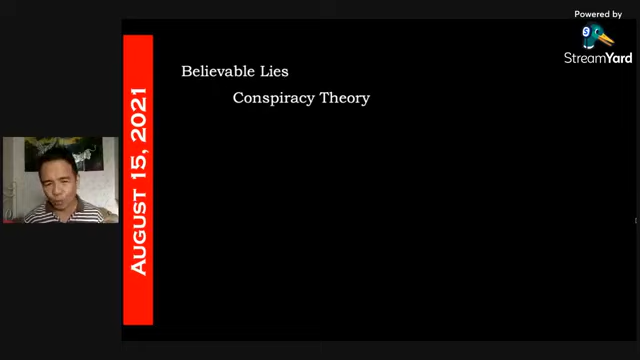 Powered by
StreamYard
Believable Lies
Conspiracy Theory
AUGUST 15, 2021